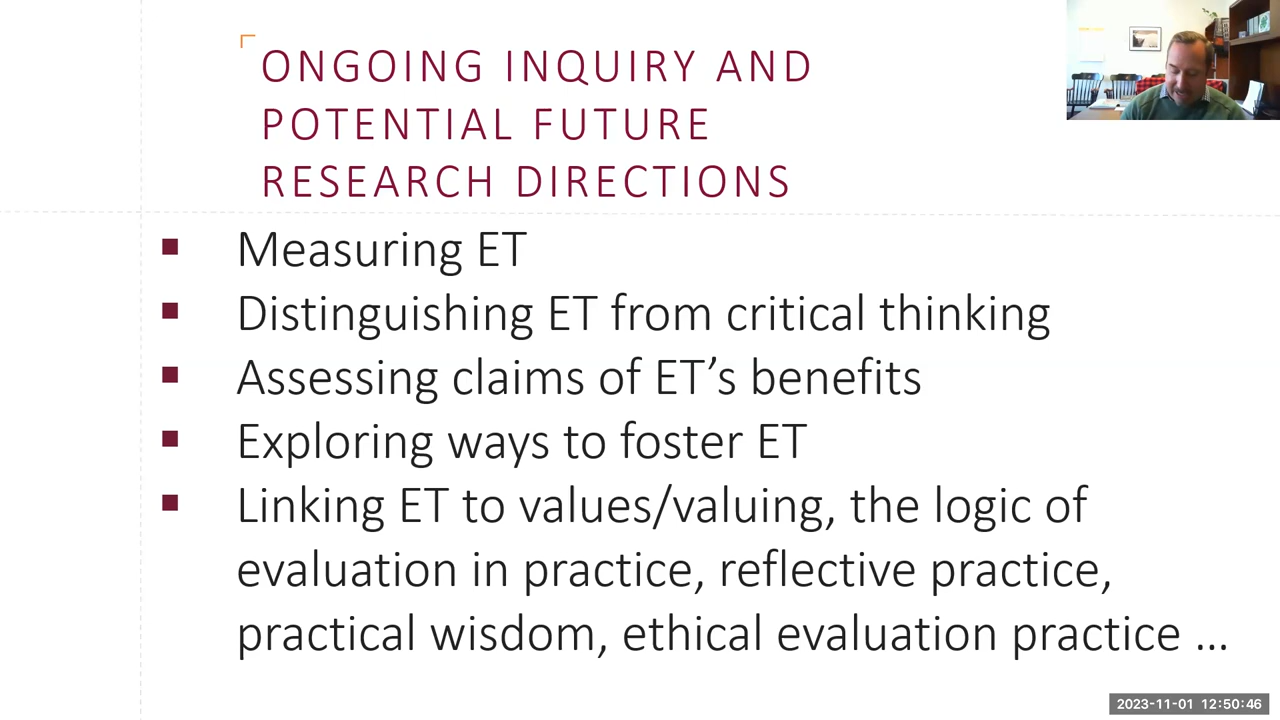 ONGOING INQUIRY AND
POTENTIAL FUTURE
RESEARCH DIRECTIONS
Measuring ET
Distinguishing ET from critical thinking
Assessing claims of ET’s benefits
Exploring ways to foster ET
Linking ET to values/valuing, the logic of
evaluation in practice, reflective practice,
practical wisdom, ethical evaluation practice ...
2023-11-01 12:50:46